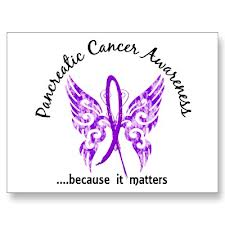 Pancreatic Cancer Awareness
....because it matters